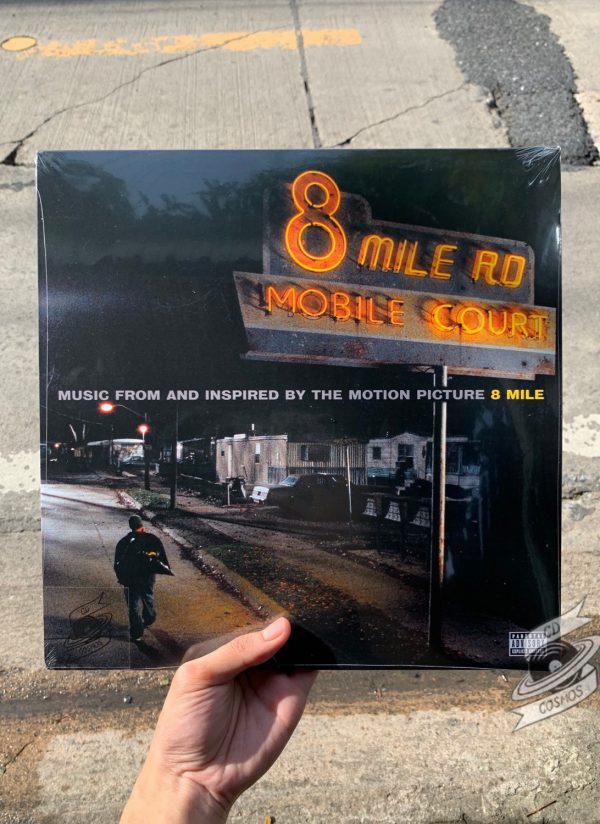 8 MILE RD
MOBILE COURT
MUSIC FROM AND INSPIRED BY THE MOTION PICTURE 8 MILE
PARENTAL
ADVISORY
EXPLICIT CONTENT
CD
COSMOS